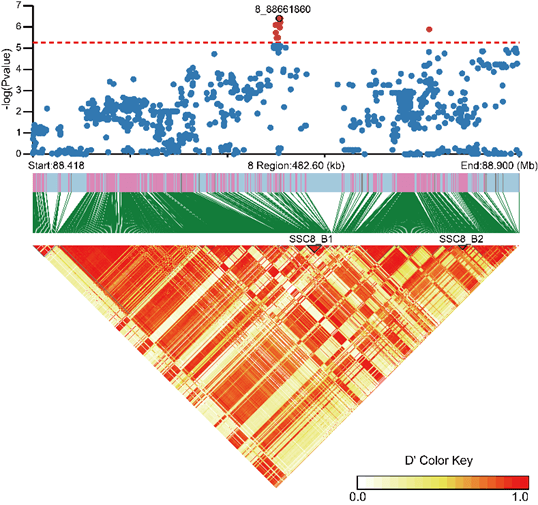 8_88661860
7
6
5
4
3
2
1
0
-log(Pvalue)
Start:88.418 8 Region:482.60 (kb) End:88.900 (Mb)
SSC8_B1 SSC8_B2
D' Color Key
0.0 1.0